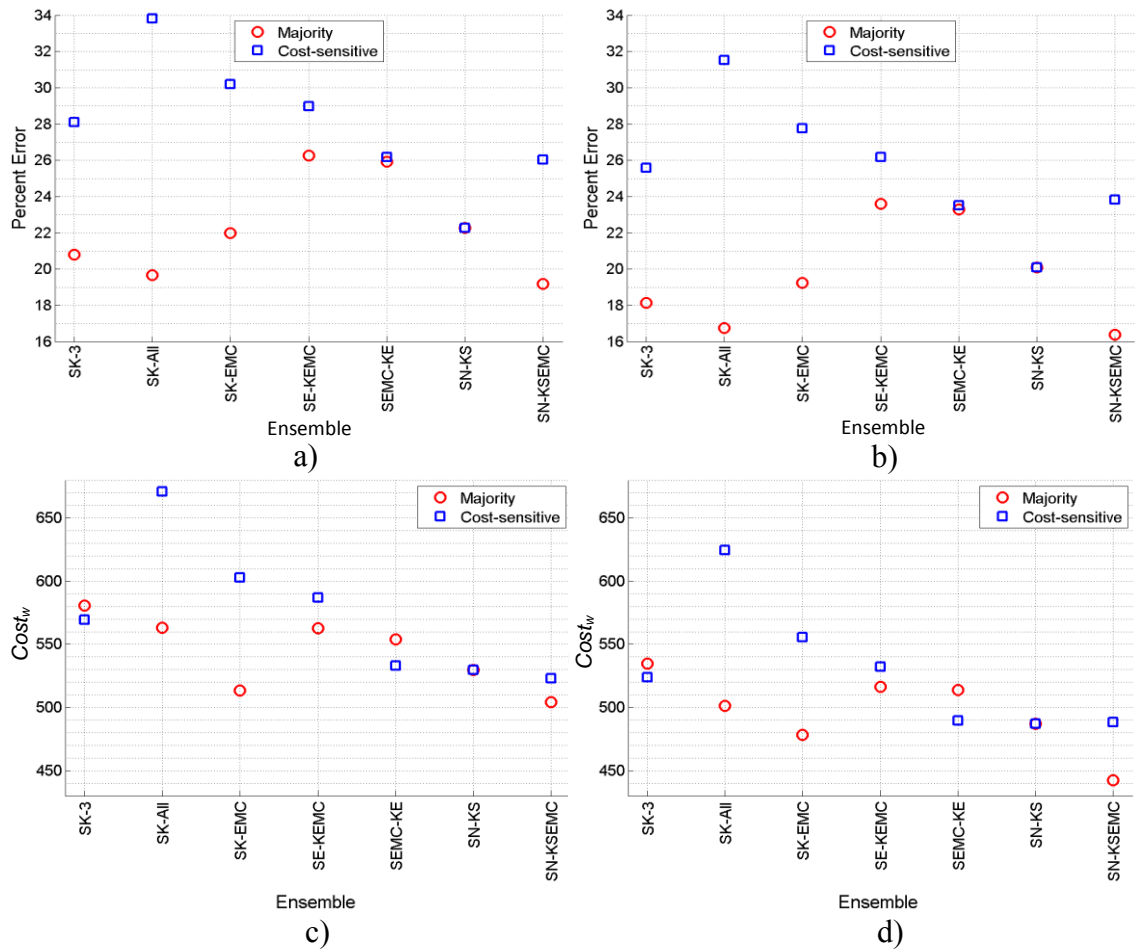 34
32
30
28
26
24
22
20
18
16
Percent Error
Majority
Cost-sensitive
SK-3
SK-All
SK-EMC
SE-KEMC
SEMC-KE
SN-KS
SN-KSEMC
Ensemble
a)
34
32
30
28
26
24
22
20
18
16
Percent Error
Majority
Cost-sensitive
SK-3
SK-All
SK-EMC
SE-KEMC
SEMC-KE
SN-KS
SN-KSEMC
Ensemble
b)
650
600
550
500
450
Cost_w
Majority
Cost-sensitive
SK-3
SK-All
SK-EMC
SE-KEMC
SEMC-KE
SN-KS
SN-KSEMC
Ensemble
c)
650
600
550
500
450
Cost_w
Majority
Cost-sensitive
SK-3
SK-All
SK-EMC
SE-KEMC
SEMC-KE
SN-KS
SN-KSEMC
Ensemble
d)